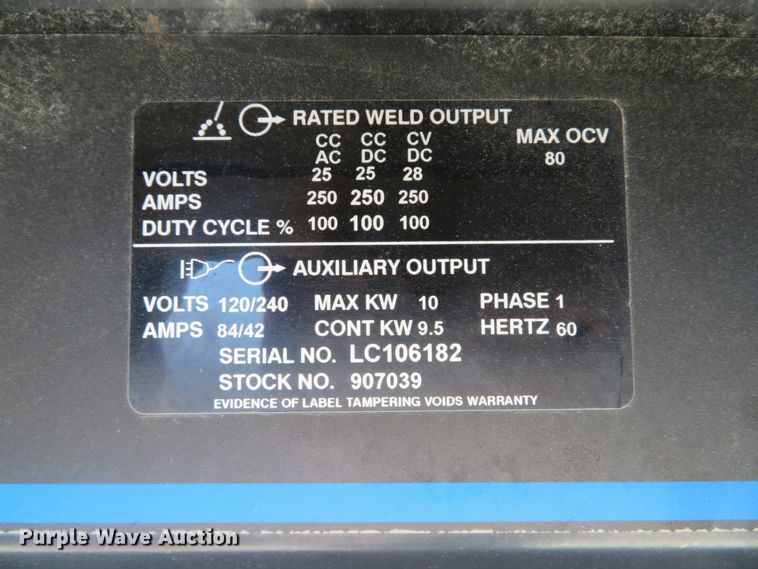 RATED WELD OUTPUT
CC CC CV MAX OCV
AC DC DC 80
VOLTS 25 25 28
AMPS 250 250 250
DUTY CYCLE % 100 100 100
AUXILIARY OUTPUT
VOLTS 120/240 MAX KW 10 PHASE 1
AMPS 84/42 CONT KW 9.5 HERTZ 60
SERIAL NO. LC106182
STOCK NO. 907039
EVIDENCE OF LABEL TAMPERING VOIDS WARRANTY
Purple Wave Auction